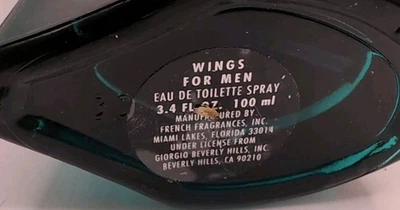 WINGS
FOR MEN
EAU DE TOILETTE SPRAY
3.4 FL OZ. 100 ml
MANUFACTURED BY
FRENCH FRAGRANCES, INC.
MIAMI LAKES, FLORIDA 33014
UNDER LICENSE FROM
GIORGIO BEVERLY HILLS, INC.
BEVERLY HILLS, CA 90210